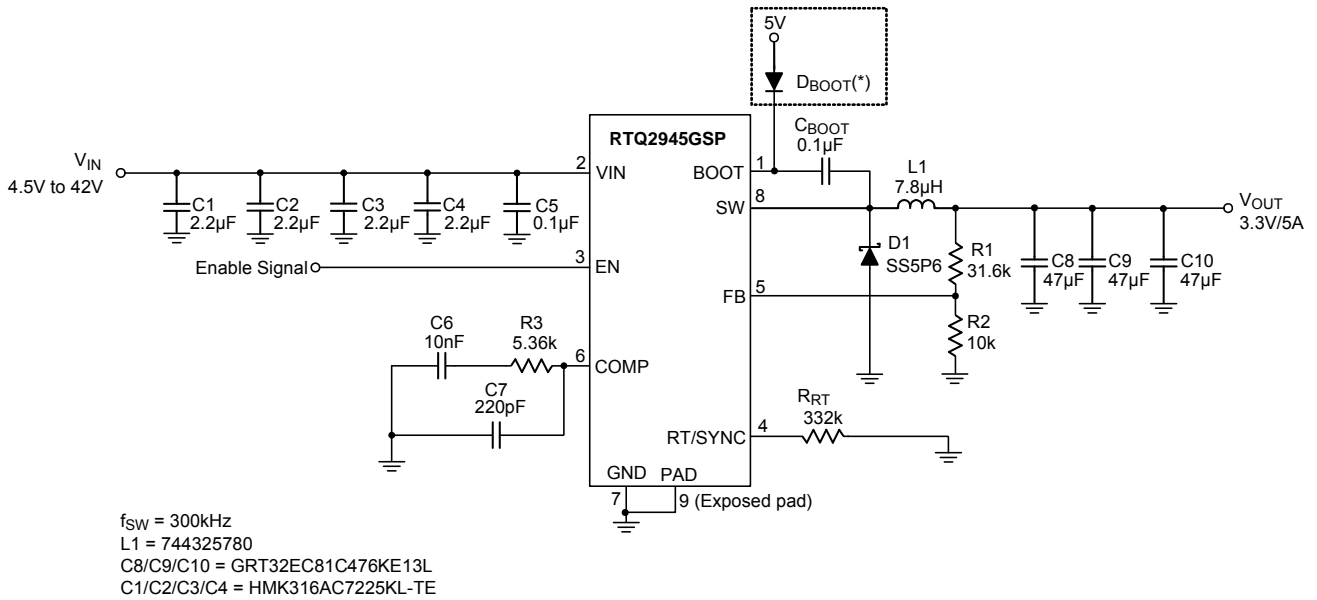 5V
DBOOT(*)
RTQ2945GSP
CBOOT
0.1µF
VIN
4.5V to 42V
2
VIN
BOOT
1
L1
7.8µH
C1
2.2µF
C2
2.2µF
C3
2.2µF
C4
2.2µF
C5
0.1µF
SW
8
VOUT
3.3V/5A
D1
SS5P6
R1
31.6k
C8
47µF
C9
47µF
C10
47µF
Enable Signal
3
EN
FB
5
R2
10k
C6
10nF
R3
5.36k
6
COMP
C7
220pF
RRT
332k
RT/SYNC
4
GND
PAD
7
9 (Exposed pad)
fSW = 300kHz
L1 = 744325780
C8/C9/C10 = GRT32EC81C476KE13L
C1/C2/C3/C4 = HMK316AC7225KL-TE